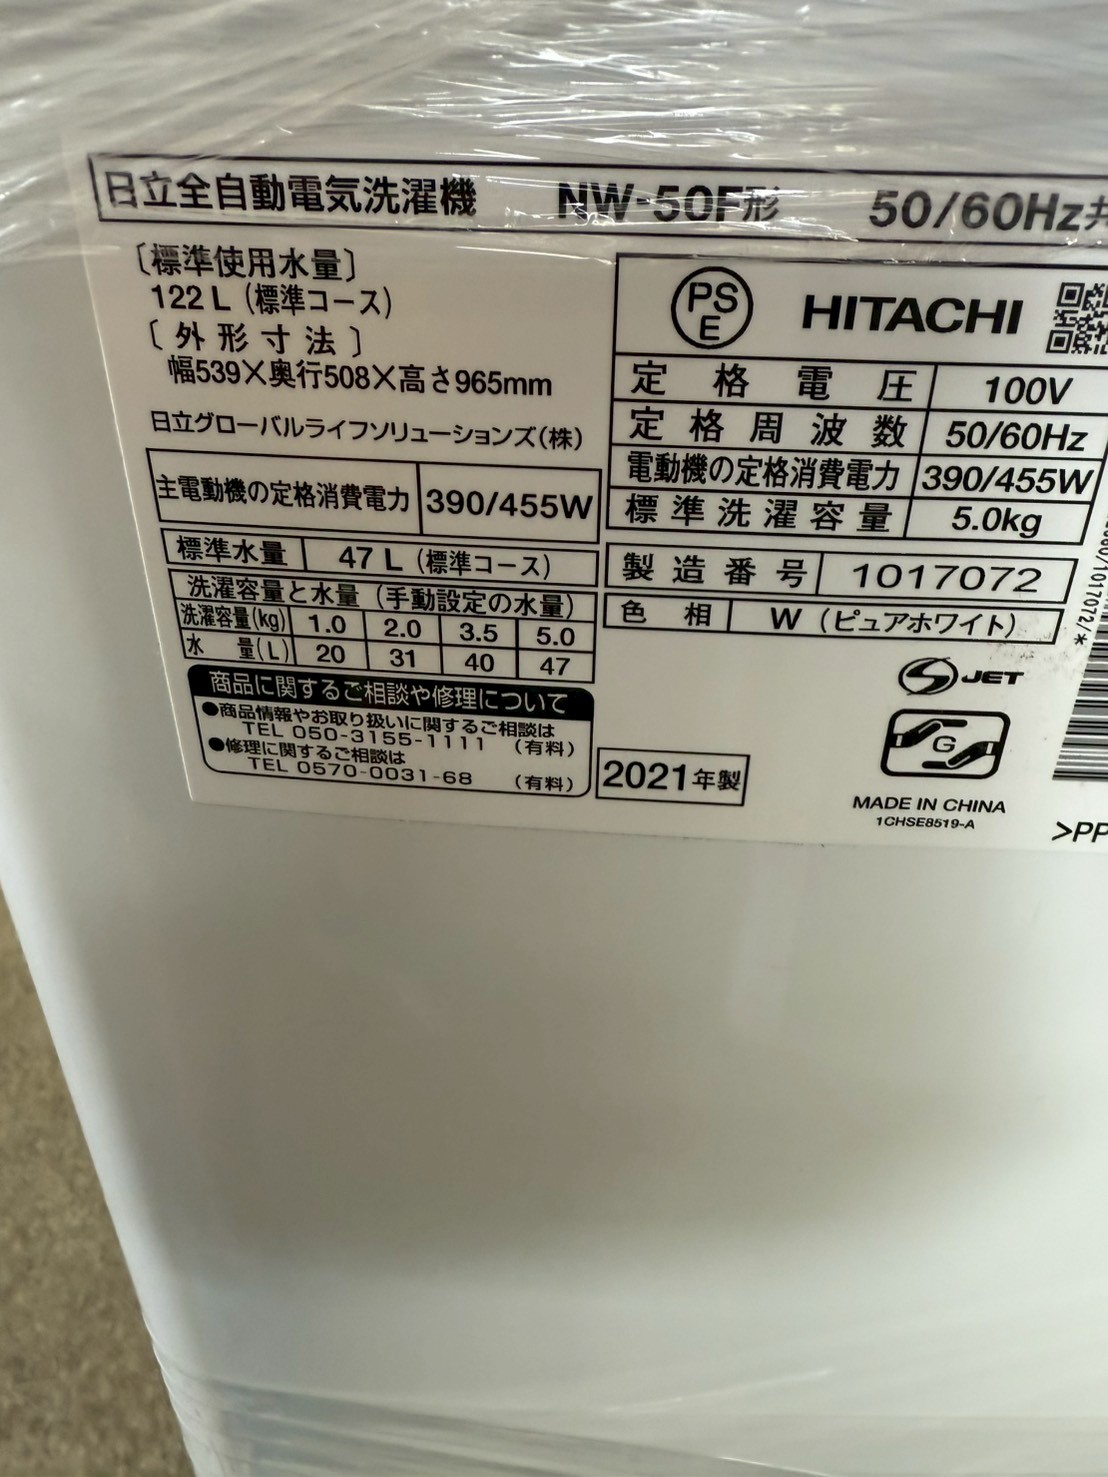 日立全自動電気洗濯機 NW-50F形 50/60Hz
〔標準使用水量〕
122 L (標準コース)
〔外形寸法〕
幅539×奥行508×高さ965mm
日立グローバルライフソリューションズ(株)
主電動機の定格消費電力 390/455W
標準水量 47 L (標準コース)
洗濯容量と水量 (手動設定の水量)
洗濯容量(kg) 1.0 2.0 3.5 5.0
水量(L) 20 31 40 47
商品に関するご相談や修理について
●商品情報やお取り扱いに関するご相談は
TEL 050-3155-1111 (有料)
●修理に関するご相談は
TEL 0570-0031-68 (有料)
PS E HITACHI
定格電圧 100V
定格周波数 50/60Hz
電動機の定格消費電力 390/455W
標準洗濯容量 5.0kg
製造番号 1017072
色相 W (ピュアホワイト)
S JET
G
2021年製
MADE IN CHINA
1CHSE8519-A
>PP
/1017072/*